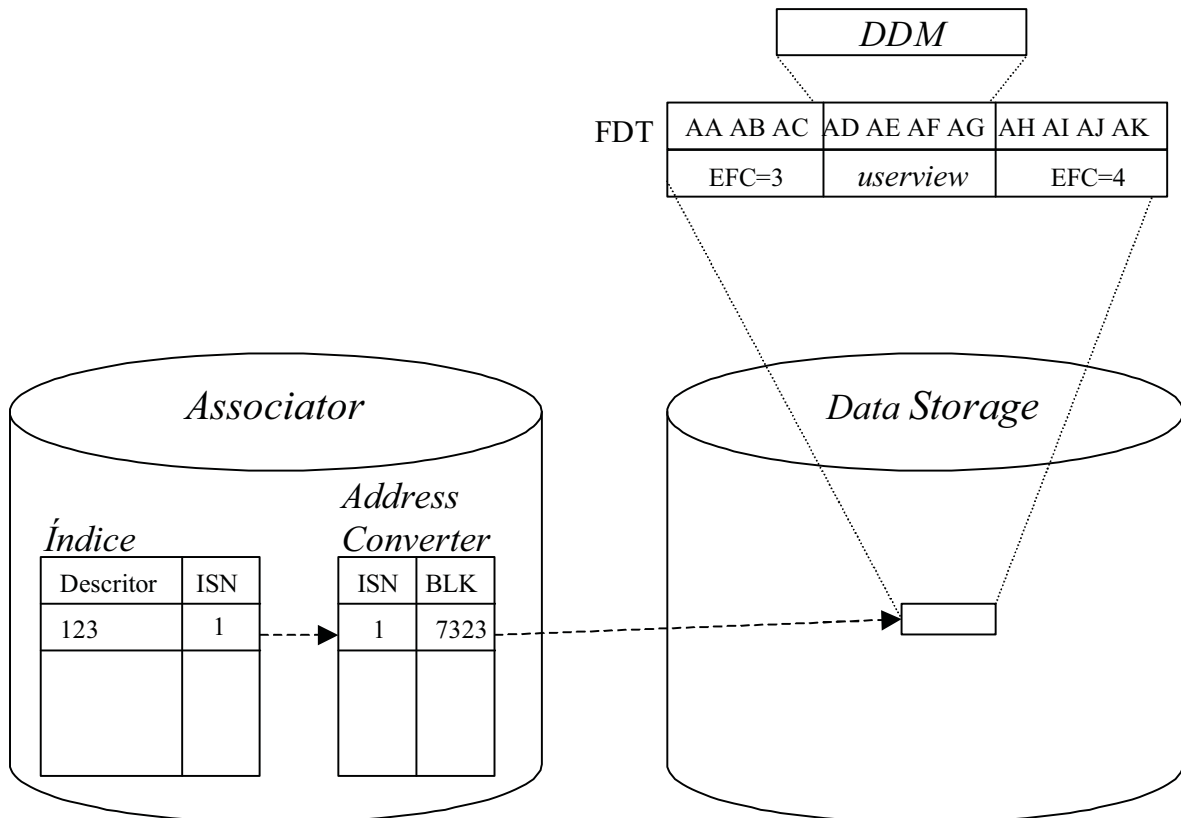 DDM
FDT
AA AB AC
AD AE AF AG
AH AI AJ AK
EFC=3
userview
EFC=4
Associator
Data Storage
Índice
Address
Converter
Descritor
ISN
ISN
BLK
123
1
1
7323